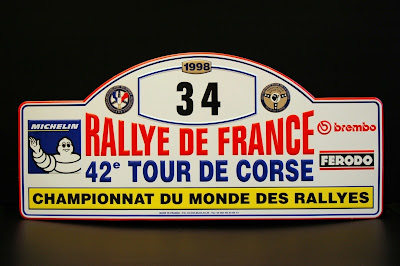 1998
34
MICHELIN
RALLYE DE FRANCE
brembo
42e TOUR DE CORSE
FERODO
CHAMPIONNAT DU MONDE DES RALLYES